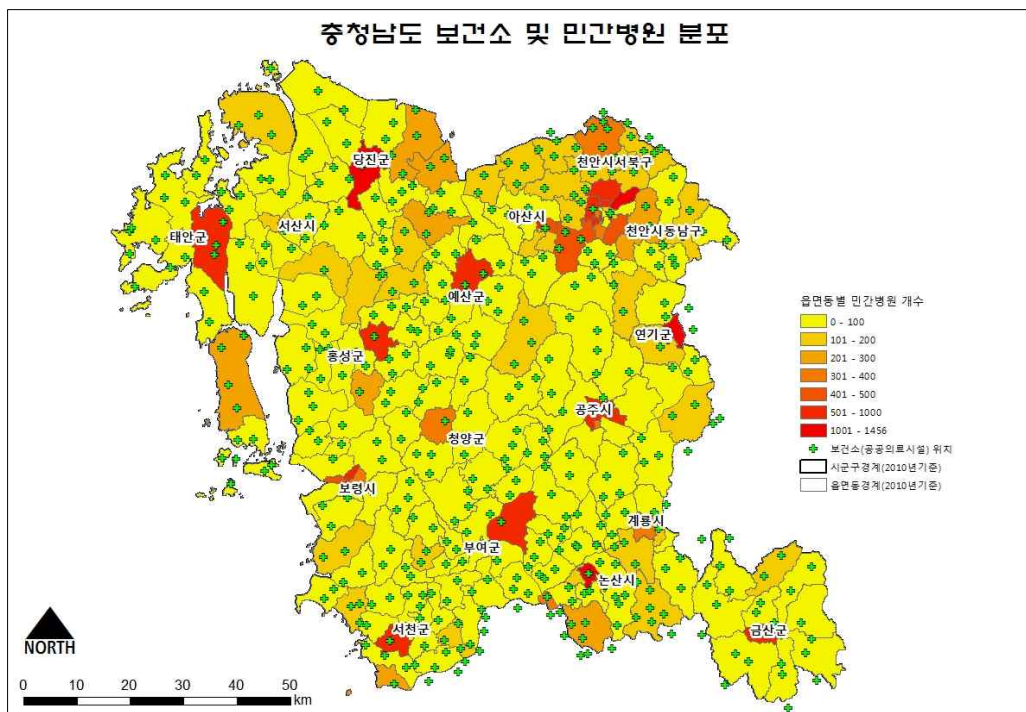 충청남도 보건소 및 민간병원 분포
당진군
천안시서북구
서산시
아산시
태안군
천안시동남구
예산군
홍성군
연기군
공주시
청양군
보령시
계룡시
부여군
논산시
서천군
금산군
읍면동별 민간병원 개수
0 - 100
101 - 200
201 - 300
301 - 400
401 - 500
501 - 1000
1001 - 1456
보건소(공공의료시설) 위치
시군구경계(2010년기준)
읍면동경계(2010년기준)
NORTH
0 10 20 30 40 50
km